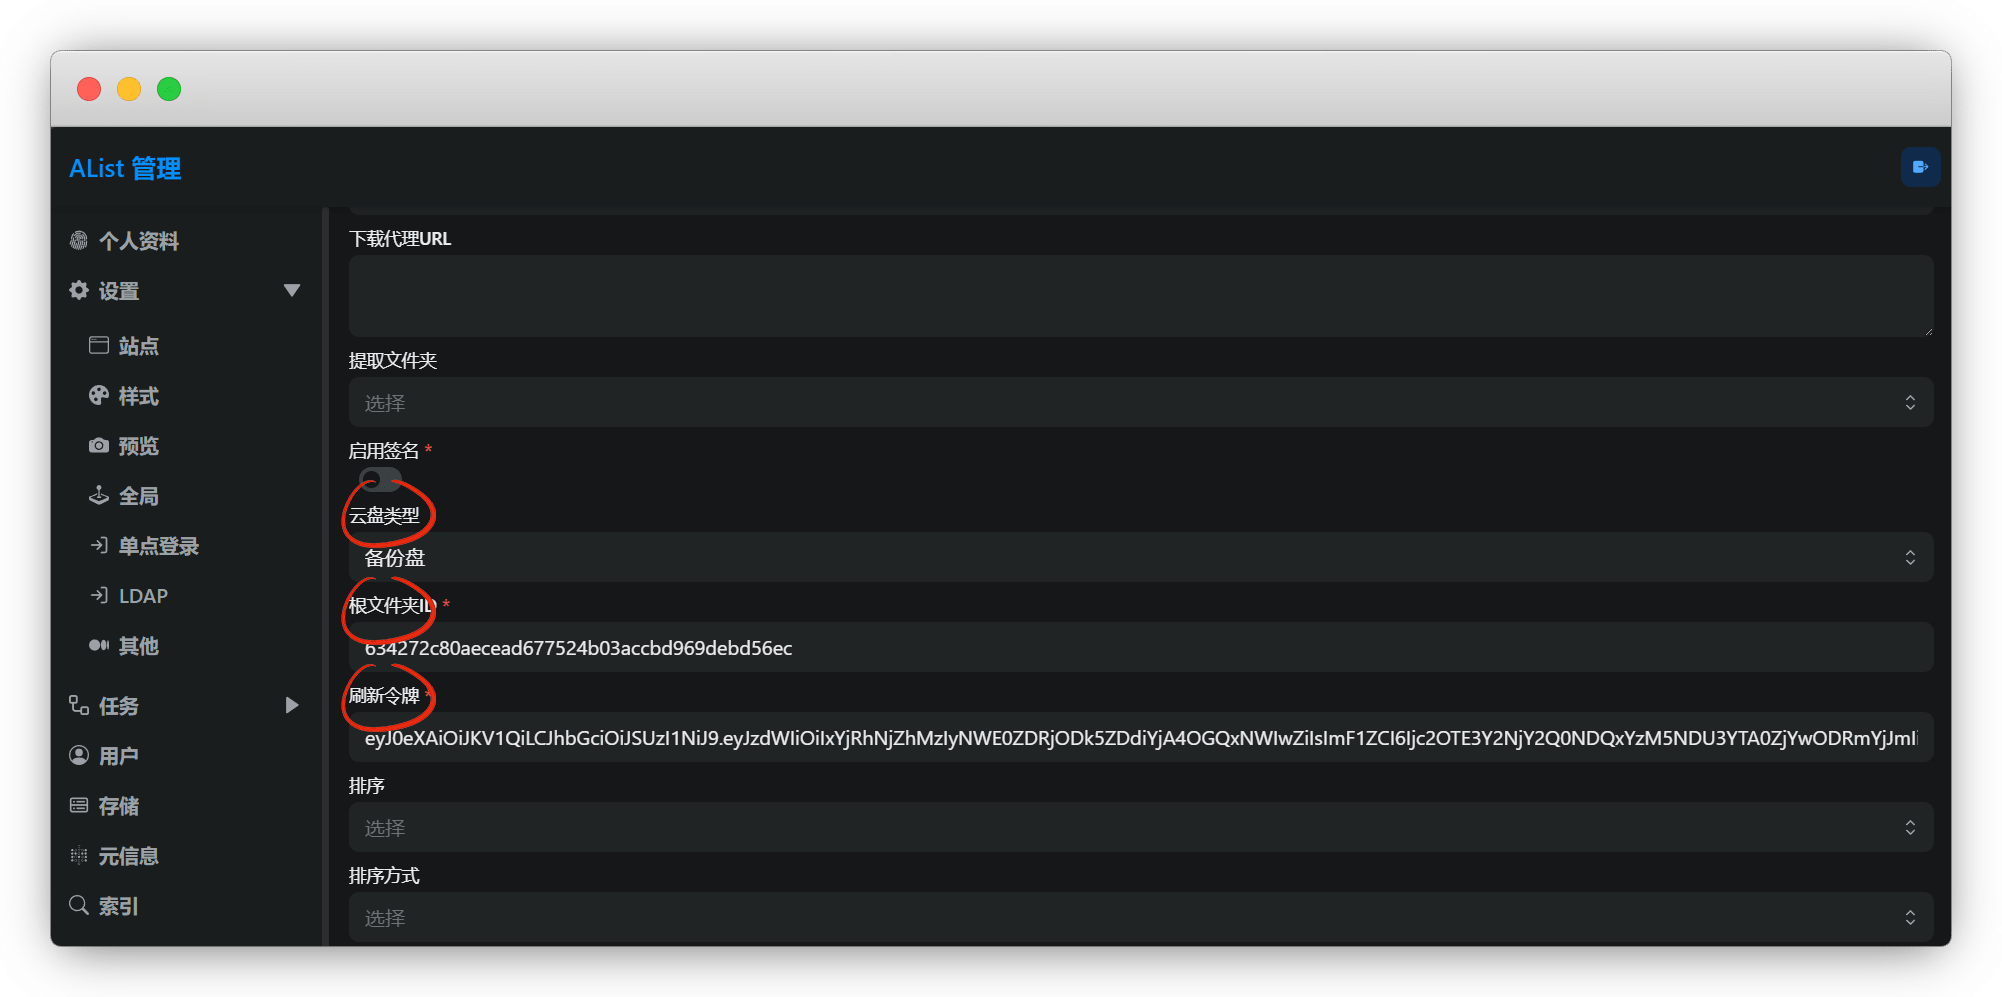 AList 管理
个人资料
设置
站点
样式
预览
全局
单点登录
LDAP
其他
任务
用户
存储
元信息
索引
下载代理URL
提取文件夹
选择
启用签名 *
云盘类型
备份盘
根文件夹ID *
634272c80aecead677524b03accbd969debd56ec
刷新令牌 *
eyJ0eXAiOiJKV1QiLCJhbGciOiJSUzI1NiJ9.eyJzdWIiOiIxYjRhNjZhMzIyNWE0ZDRjODk5ZDdiYjA4OGQxNWIwZiIsImF1ZCI6Ijc2OTE3Y2NjY2Q0NDQxYzM5NDU3YTA0ZjYwODRmYjJmIi
排序
选择
排序方式
选择